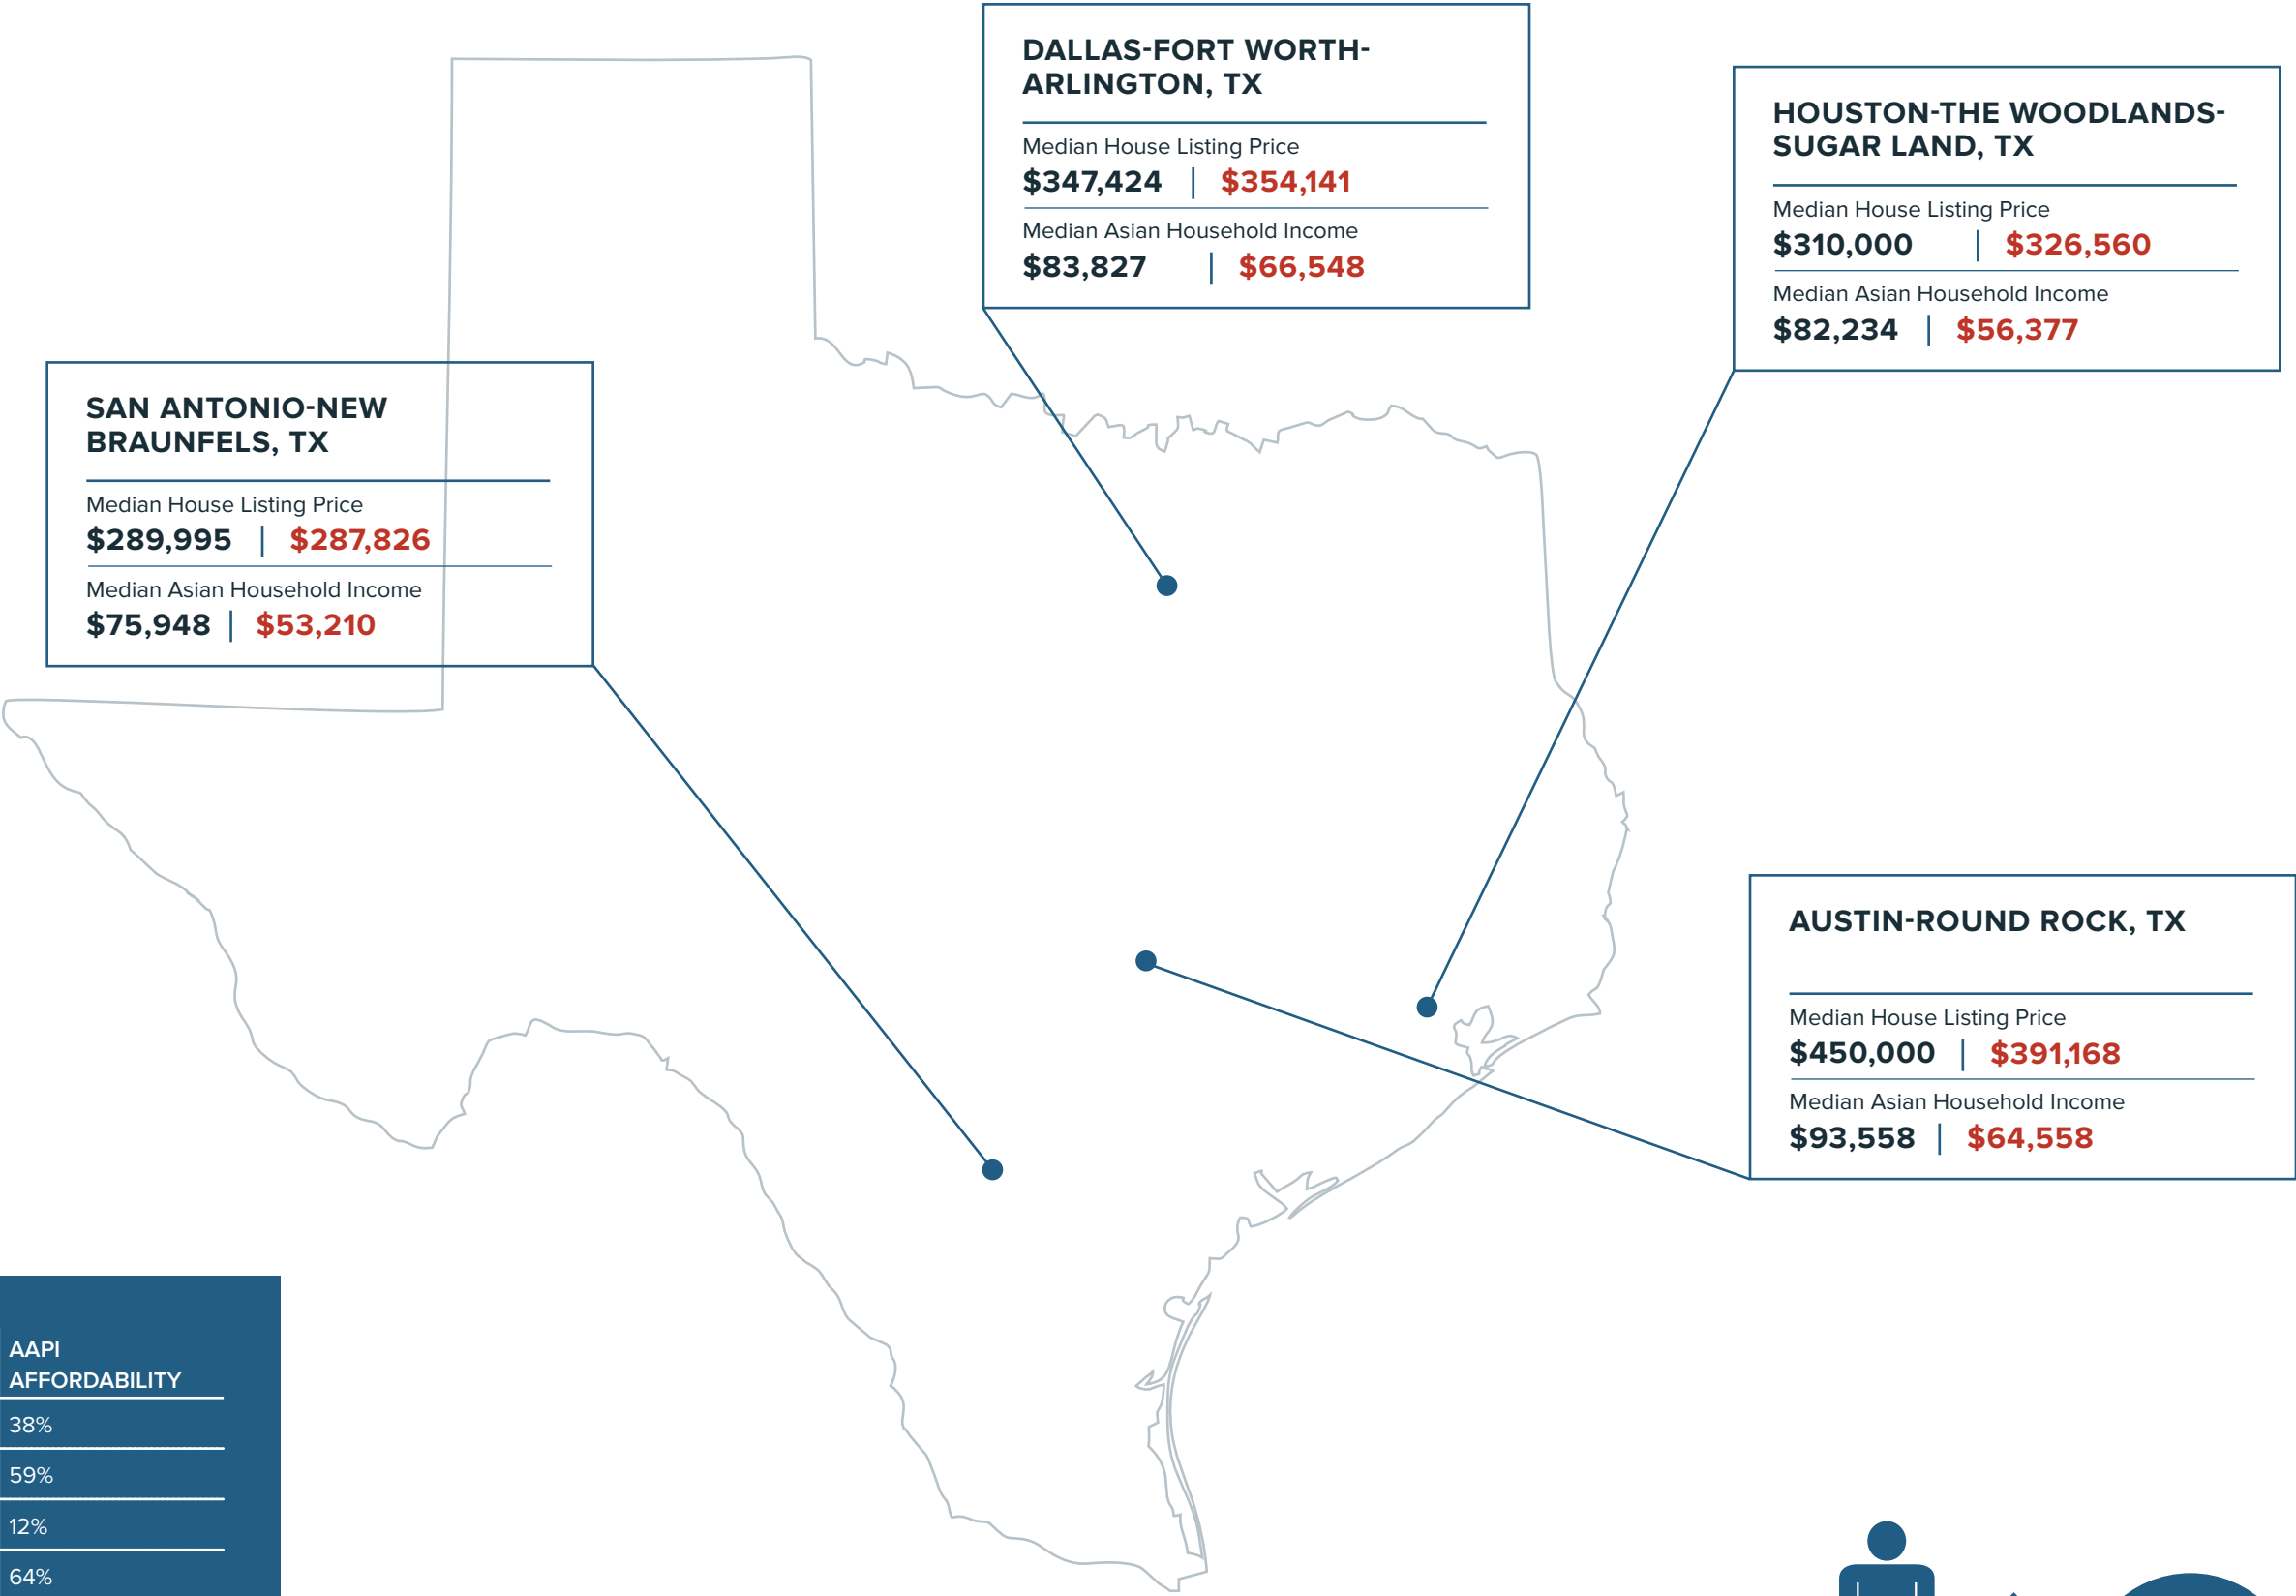 DALLAS-FORT WORTH-
ARLINGTON, TX
Median House Listing Price
$347,424 | $354,141
Median Asian Household Income
$83,827 | $66,548
HOUSTON-THE WOODLANDS-
SUGAR LAND, TX
Median House Listing Price
$310,000 | $326,560
Median Asian Household Income
$82,234 | $56,377
SAN ANTONIO-NEW
BRAUNFELS, TX
Median House Listing Price
$289,995 | $287,826
Median Asian Household Income
$75,948 | $53,210
AUSTIN-ROUND ROCK, TX
Median House Listing Price
$450,000 | $391,168
Median Asian Household Income
$93,558 | $64,558
AAPI
AFFORDABILITY
38%
59%
12%
64%